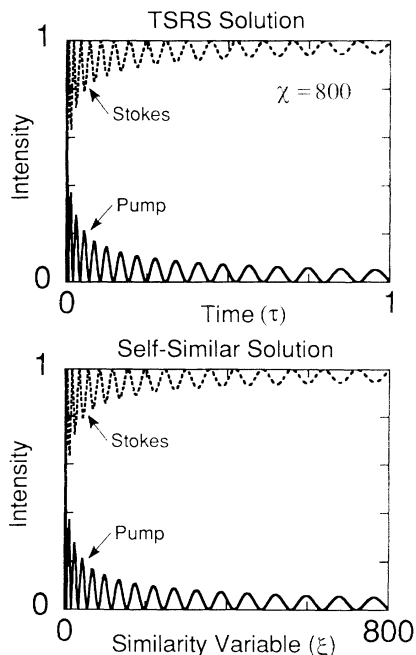 TSRS Solution
1
χ = 800
Stokes
Intensity
Pump
0
0
1
Time (τ)
Self-Similar Solution
1
Stokes
Intensity
Pump
0
0
800
Similarity Variable (ξ)